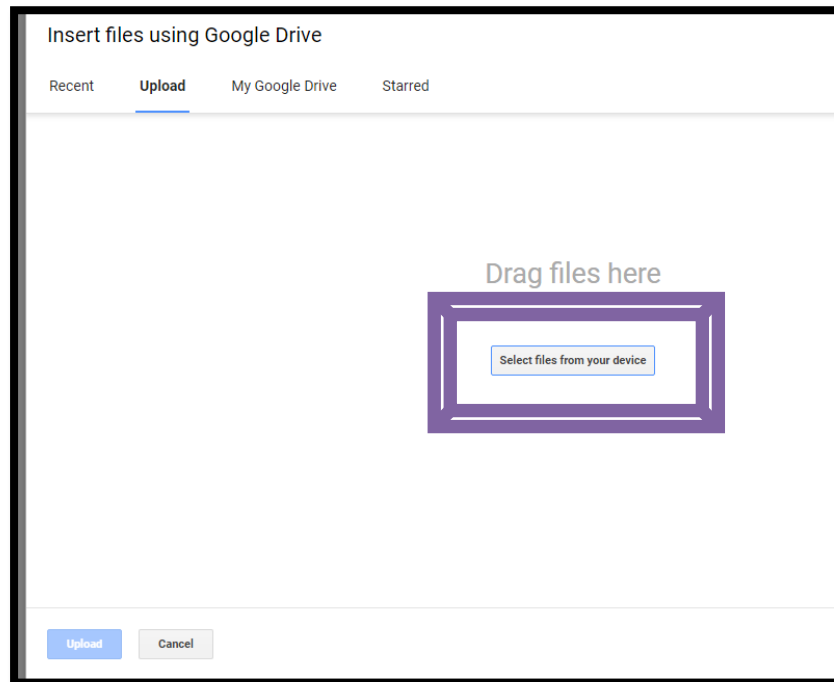 Insert files using Google Drive
Recent Upload My Google Drive Starred
Drag files here
Select files from your device
Upload Cancel